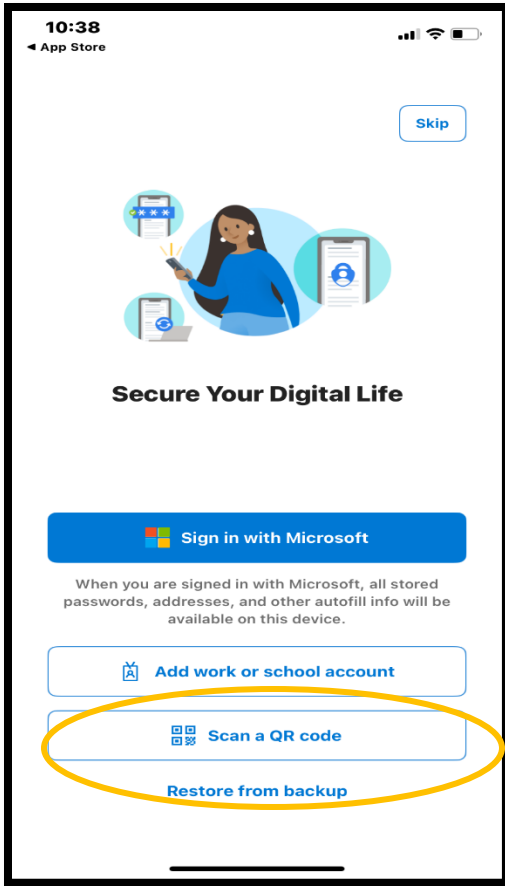 10:38
◀ App Store
Skip
* * *
Secure Your Digital Life
Sign in with Microsoft
When you are signed in with Microsoft, all stored
passwords, addresses, and other autofill info will be
available on this device.
Add work or school account
Scan a QR code
Restore from backup